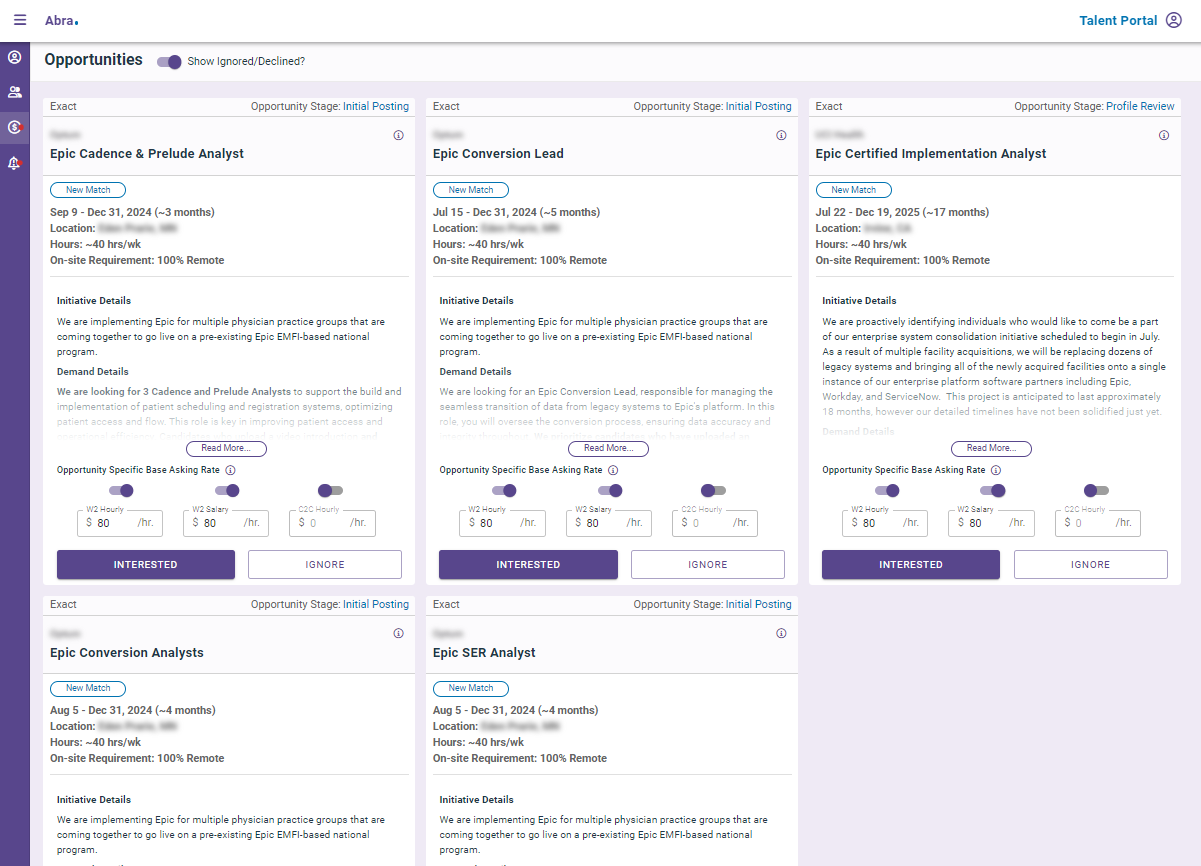 Abra.
Talent Portal
Opportunities
Show Ignored/Declined?
Exact
Opportunity Stage: Initial Posting
Epic Cadence & Prelude Analyst
New Match
Sep 9 - Dec 31, 2024 (~3 months)
Location:
Hours: ~40 hrs/wk
On-site Requirement: 100% Remote
Initiative Details
We are implementing Epic for multiple physician practice groups that are
coming together to go live on a pre-existing Epic EMFI-based national
program.
Demand Details
We are looking for 3 Cadence and Prelude Analysts to support the build and
implementation of patient scheduling and registration systems, optimizing
patient access and flow. This role is key in improving patient access and
Read More...
Opportunity Specific Base Asking Rate
W2 Hourly
$ 80 /hr.
W2 Salary
$ 80 /hr.
C2C Hourly
$ 0 /hr.
INTERESTED
IGNORE
Exact
Opportunity Stage: Initial Posting
Epic Conversion Lead
New Match
Jul 15 - Dec 31, 2024 (~5 months)
Location:
Hours: ~40 hrs/wk
On-site Requirement: 100% Remote
Initiative Details
We are implementing Epic for multiple physician practice groups that are
coming together to go live on a pre-existing Epic EMFI-based national
program.
Demand Details
We are looking for an Epic Conversion Lead, responsible for managing the
seamless transition of data from legacy systems to Epic's platform. In this
role, you will oversee the conversion process, ensuring data accuracy and
Read More...
Opportunity Specific Base Asking Rate
W2 Hourly
$ 80 /hr.
W2 Salary
$ 80 /hr.
C2C Hourly
$ 0 /hr.
INTERESTED
IGNORE
Exact
Opportunity Stage: Profile Review
Epic Certified Implementation Analyst
New Match
Jul 22 - Dec 19, 2025 (~17 months)
Location:
Hours: ~40 hrs/wk
On-site Requirement: 100% Remote
Initiative Details
We are proactively identifying individuals who would like to come be a part
of our enterprise system consolidation initiative scheduled to begin in July.
As a result of multiple facility acquisitions, we will be replacing dozens of
legacy systems and bringing all of the newly acquired facilities onto a single
instance of our enterprise platform software partners including Epic,
Workday, and ServiceNow. This project is anticipated to last approximately
18 months, however our detailed timelines have not been solidified just yet.
Demand Details
Read More...
Opportunity Specific Base Asking Rate
W2 Hourly
$ 80 /hr.
W2 Salary
$ 80 /hr.
C2C Hourly
$ 0 /hr.
INTERESTED
IGNORE
Exact
Opportunity Stage: Initial Posting
Epic Conversion Analysts
New Match
Aug 5 - Dec 31, 2024 (~4 months)
Location:
Hours: ~40 hrs/wk
On-site Requirement: 100% Remote
Initiative Details
We are implementing Epic for multiple physician practice groups that are
coming together to go live on a pre-existing Epic EMFI-based national
program.
Exact
Opportunity Stage: Initial Posting
Epic SER Analyst
New Match
Aug 5 - Dec 31, 2024 (~4 months)
Location:
Hours: ~40 hrs/wk
On-site Requirement: 100% Remote
Initiative Details
We are implementing Epic for multiple physician practice groups that are
coming together to go live on a pre-existing Epic EMFI-based national
program.